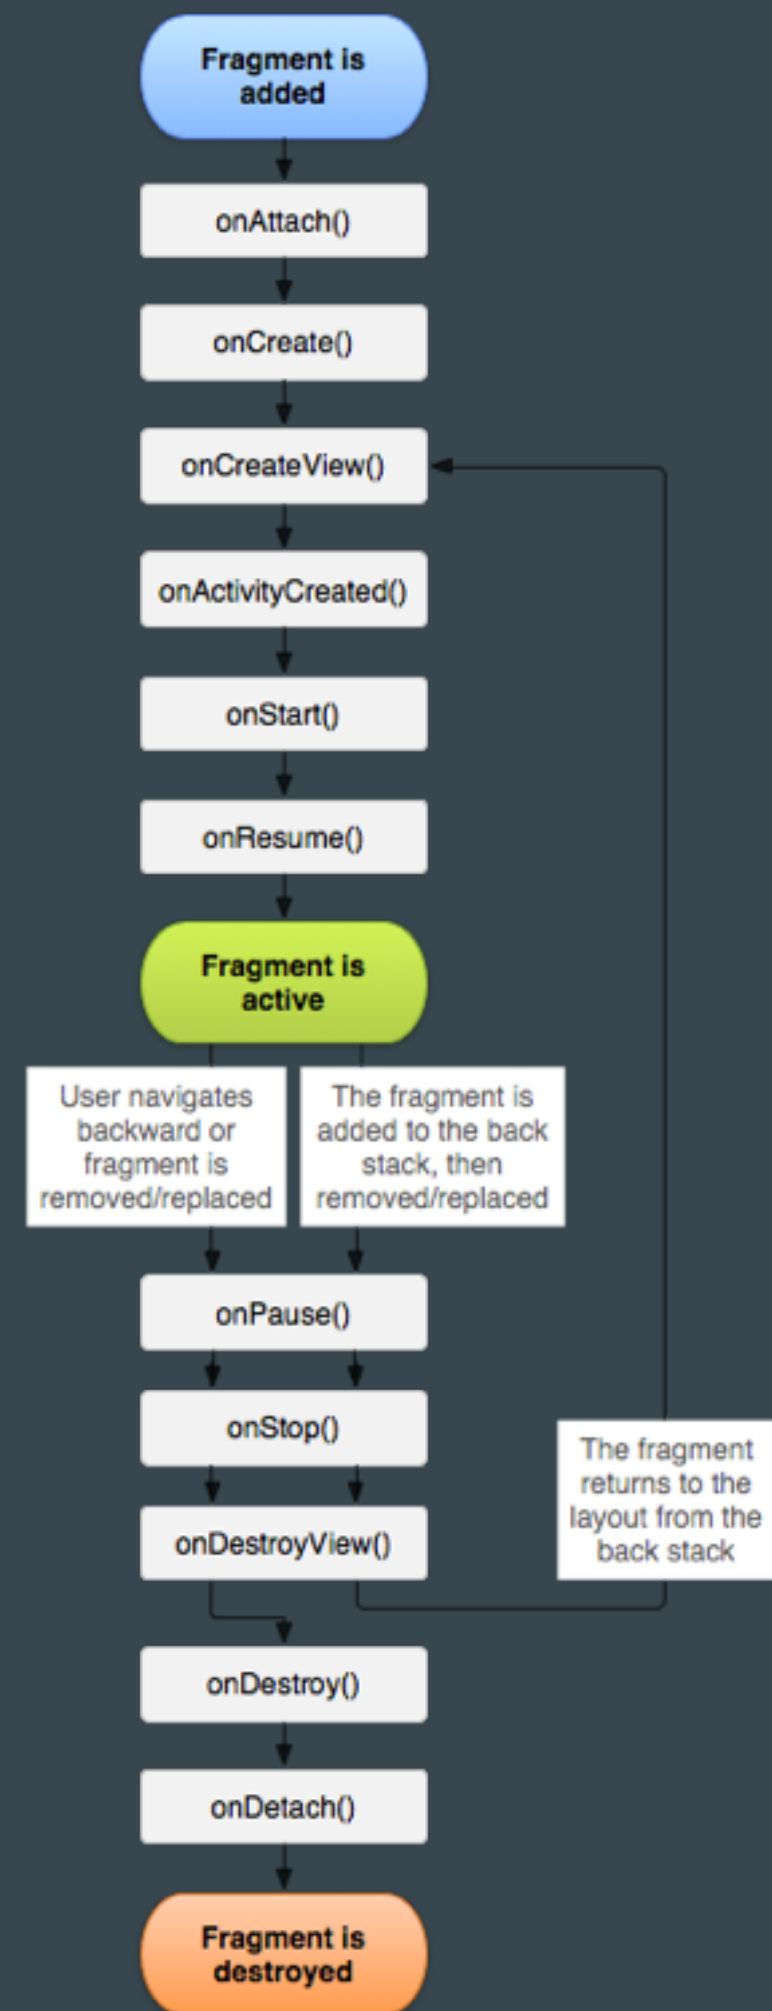 Fragment is
added
onAttach()
onCreate()
onCreateView()
onActivityCreated()
onStart()
onResume()
Fragment is
active
User navigates
backward or
fragment is
removed/replaced
The fragment is
added to the back
stack, then
removed/replaced
onPause()
onStop()
onDestroyView()
The fragment
returns to the
layout from the
back stack
onDestroy()
onDetach()
Fragment is
destroyed